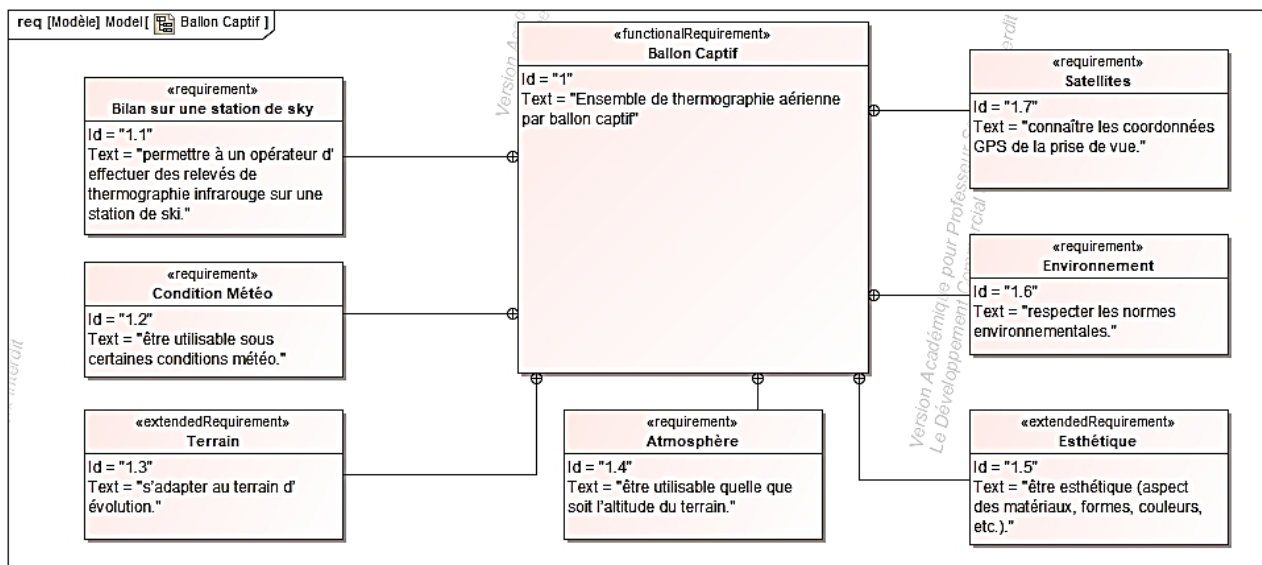 req [Modèle] Model[ Ballon Captif ]
«functionalRequirement»
Ballon Captif
Id = "1"
Text = "Ensemble de thermographie aérienne
par ballon captif"
«requirement»
Bilan sur une station de sky
Id = "1.1"
Text = "permettre à un opérateur d'
effectuer des relevés de
thermographie infrarouge sur une
station de ski."
«requirement»
Condition Météo
Id = "1.2"
Text = "être utilisable sous
certaines conditions météo."
«extendedRequirement»
Terrain
Id = "1.3"
Text = "s'adapter au terrain d'
évolution."
«requirement»
Atmosphère
Id = "1.4"
Text = "être utilisable quelle que
soit l'altitude du terrain."
«requirement»
Satellites
Id = "1.7"
Text = "connaître les coordonnées
GPS de la prise de vue."
«requirement»
Environnement
Id = "1.6"
Text = "respecter les normes
environnementales."
«extendedRequirement»
Esthétique
Id = "1.5"
Text = "être esthétique (aspect
des matériaux, formes, couleurs,
etc.)."
Version Académique pour Professeur
Le Développement Commercial